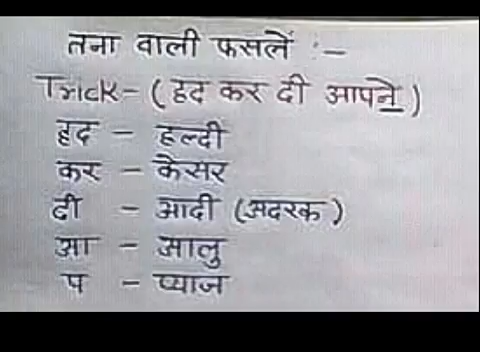 तना वाली फसलें :-
Trick - ( हद कर दी आपने )
हद - हल्दी
कर - केसर
दी - आदी (अदरक )
आ - आलु
प - प्याज